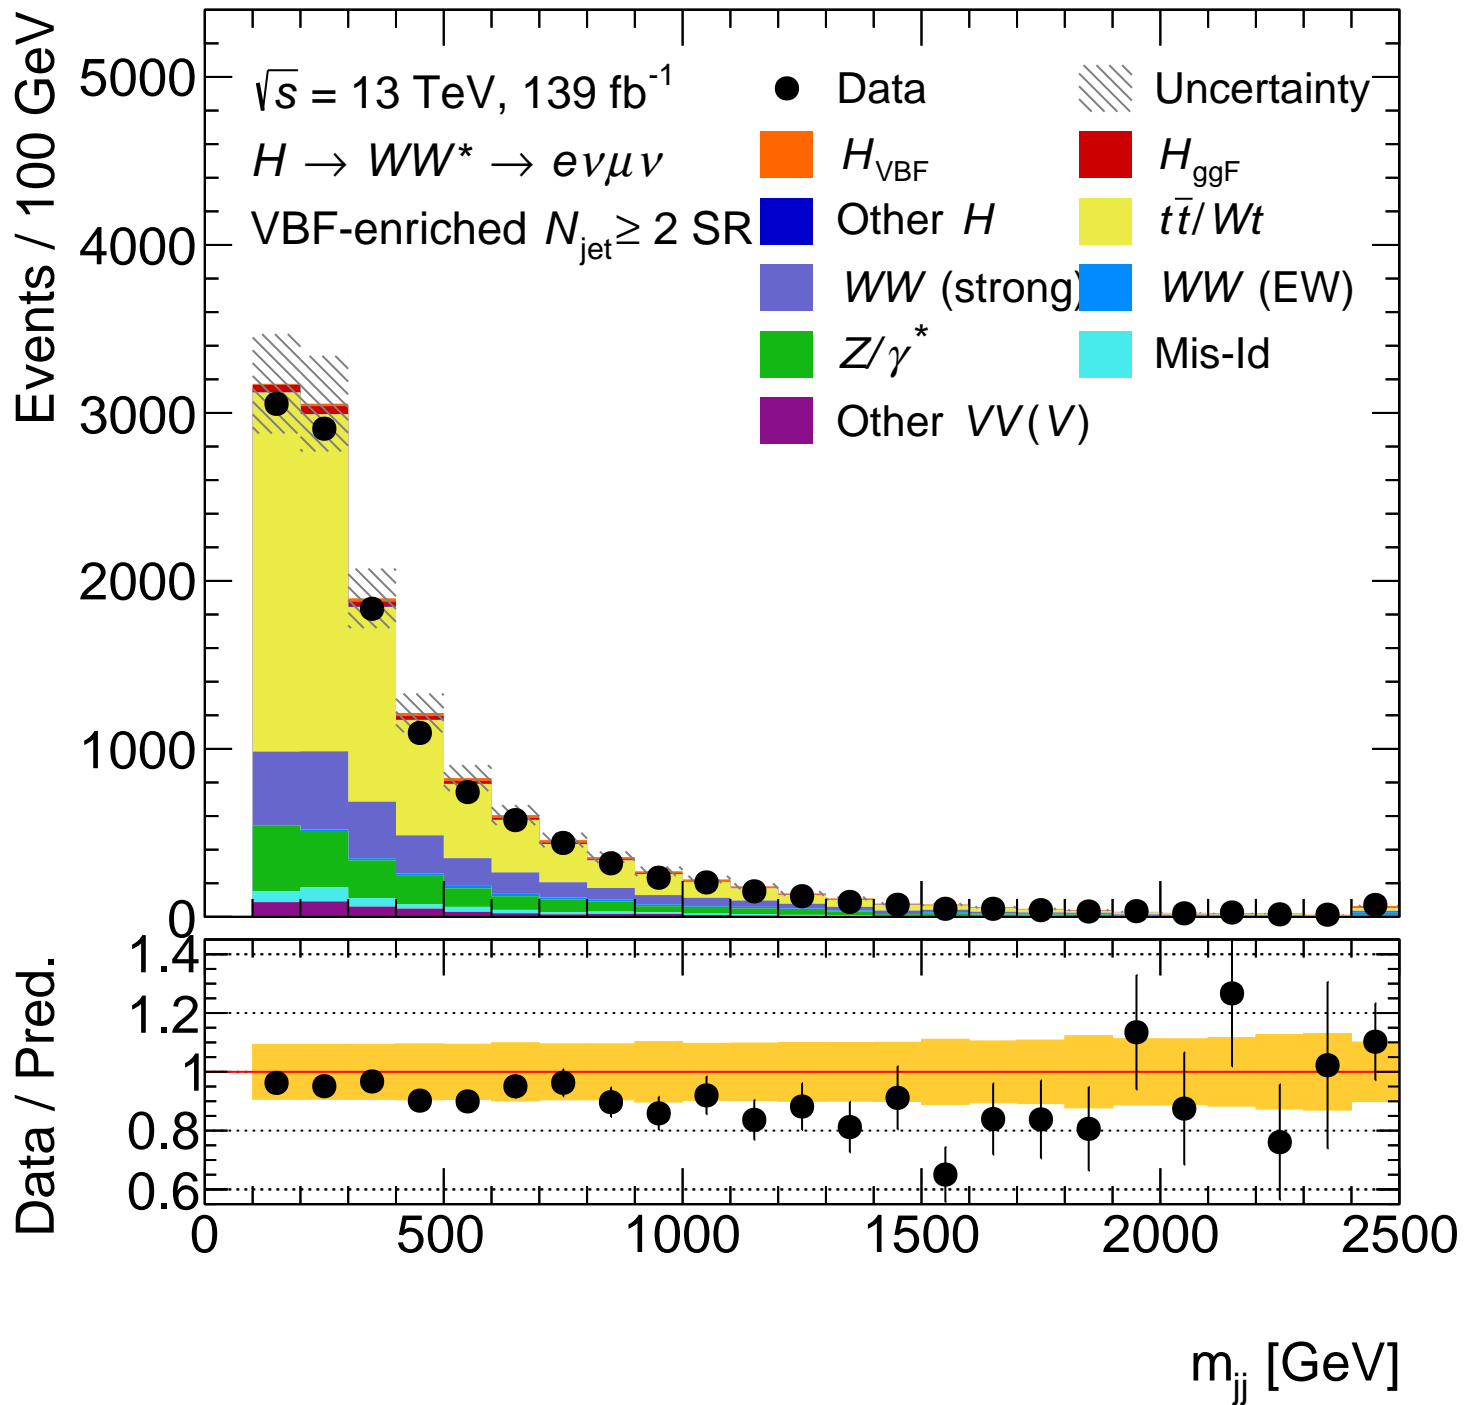 Events / 100 GeV
5000
4000
3000
2000
1000
0
√s = 13 TeV, 139 fb⁻¹
H → WW* → eνμν
VBF-enriched N_jet ≥ 2 SR
Data
Uncertainty
H_VBF
H_ggF
Other H
tt̄/Wt
WW (strong)
WW (EW)
Z/γ*
Mis-Id
Other VV(V)
Data / Pred.
1.4
1.2
1
0.8
0.6
0 500 1000 1500 2000 2500
m_jj [GeV]